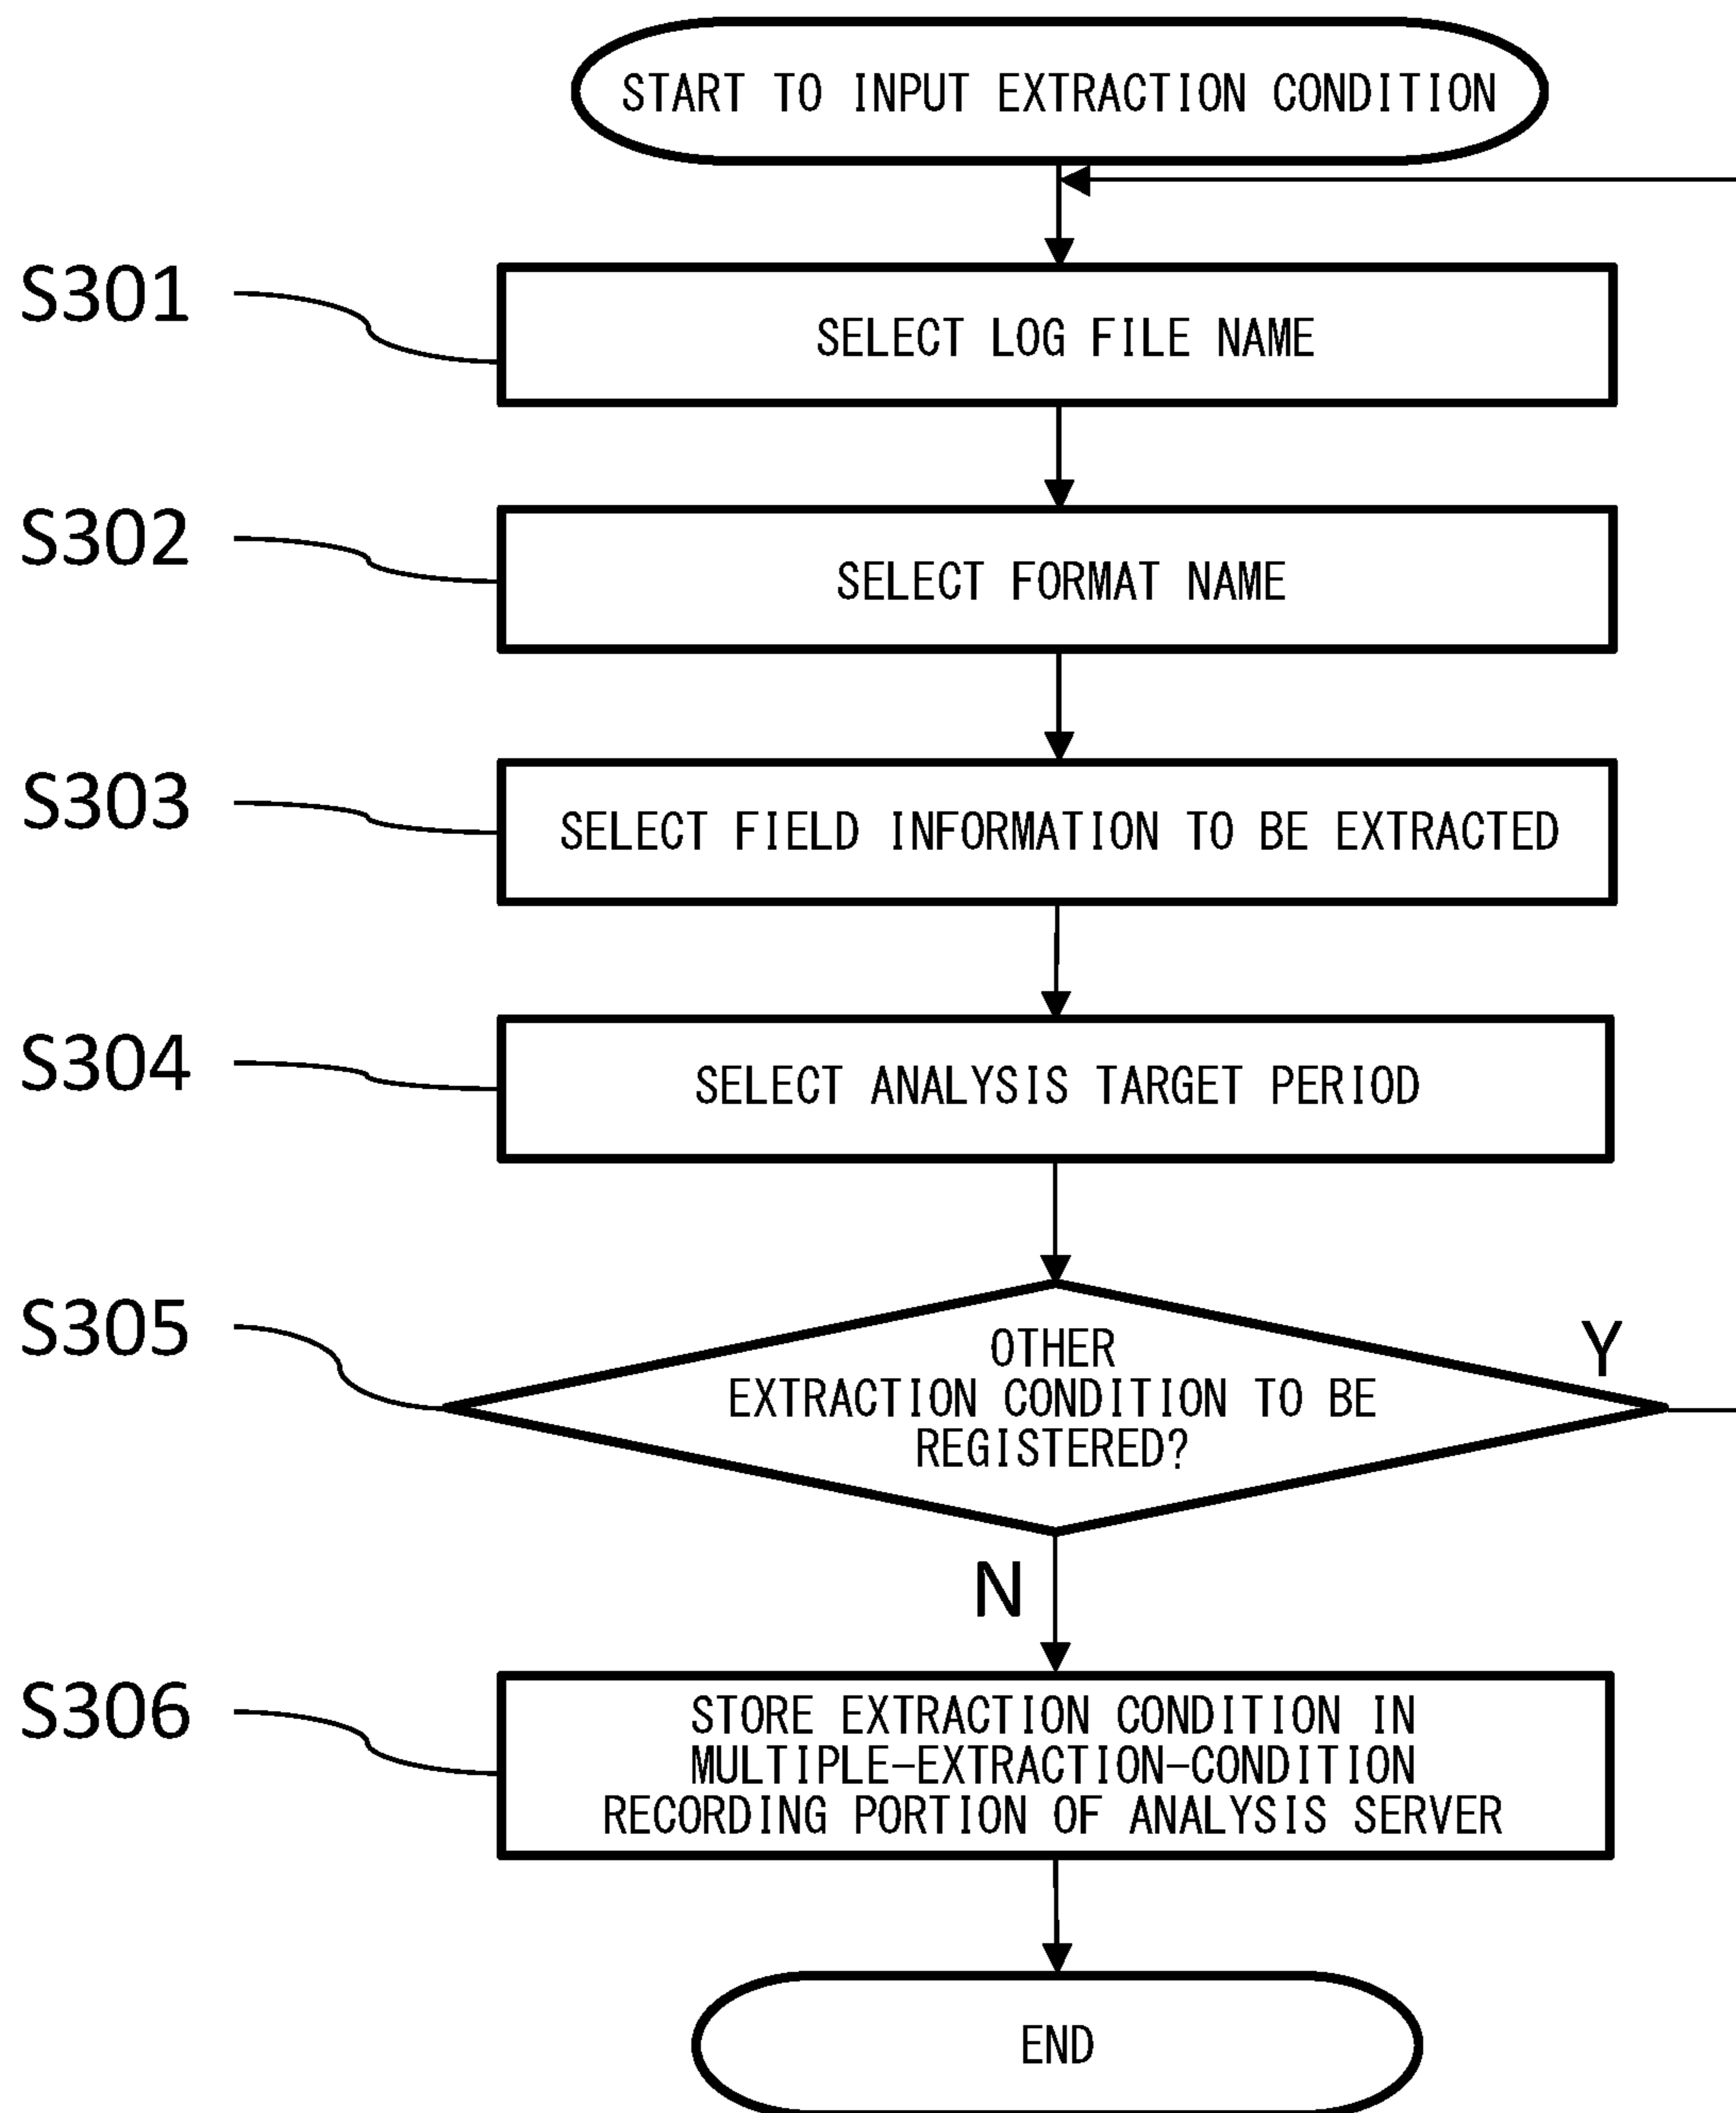 START TO INPUT EXTRACTION CONDITION
S301
SELECT LOG FILE NAME
S302
SELECT FORMAT NAME
S303
SELECT FIELD INFORMATION TO BE EXTRACTED
S304
SELECT ANALYSIS TARGET PERIOD
S305
OTHER
EXTRACTION CONDITION TO BE
REGISTERED?
Y
N
S306
STORE EXTRACTION CONDITION IN
MULTIPLE-EXTRACTION-CONDITION
RECORDING PORTION OF ANALYSIS SERVER
END